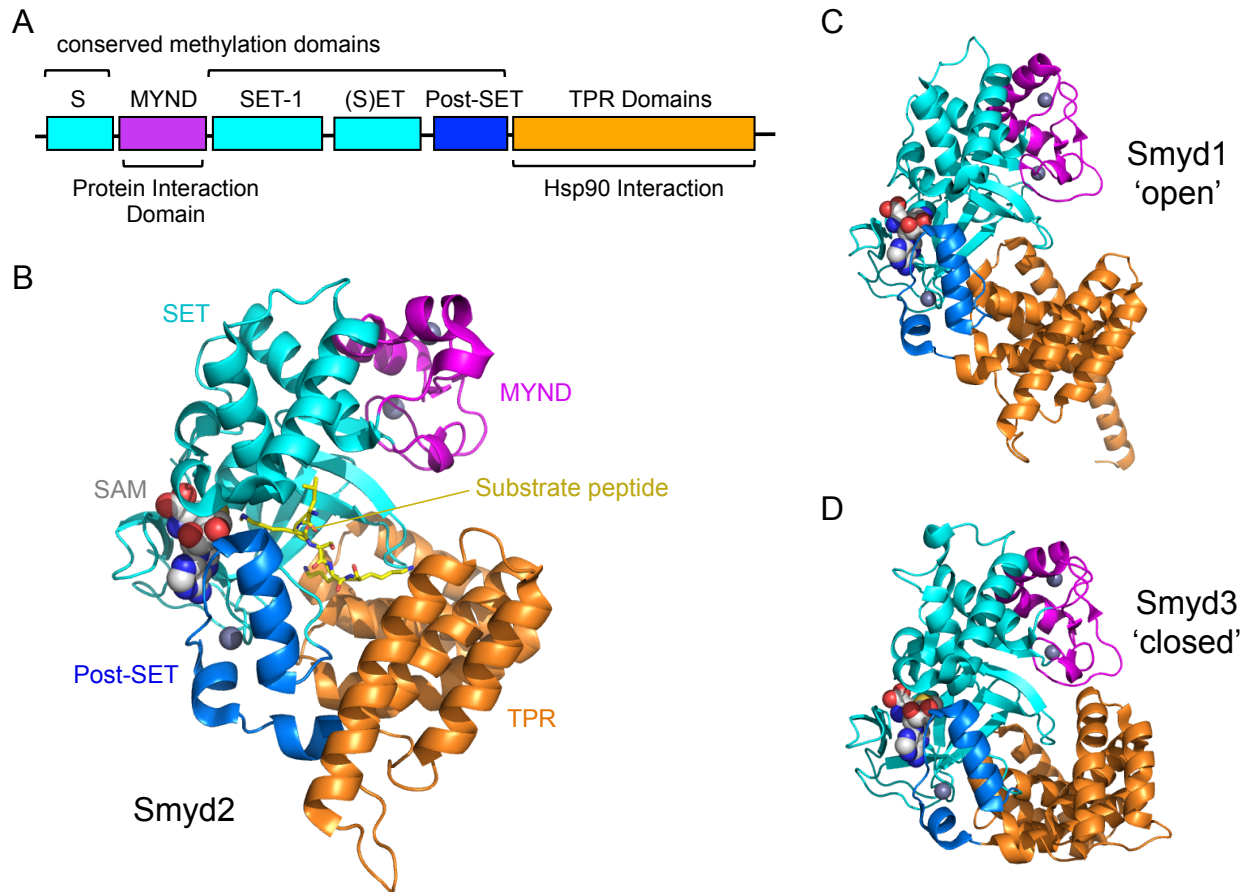 A
conserved methylation domains
S MYND SET-1 (S)ET Post-SET TPR Domains
Protein Interaction
Domain
Hsp90 Interaction
B
SET
MYND
SAM
Substrate peptide
Post-SET
TPR
Smyd2
C
Smyd1
‘open’
D
Smyd3
‘closed’